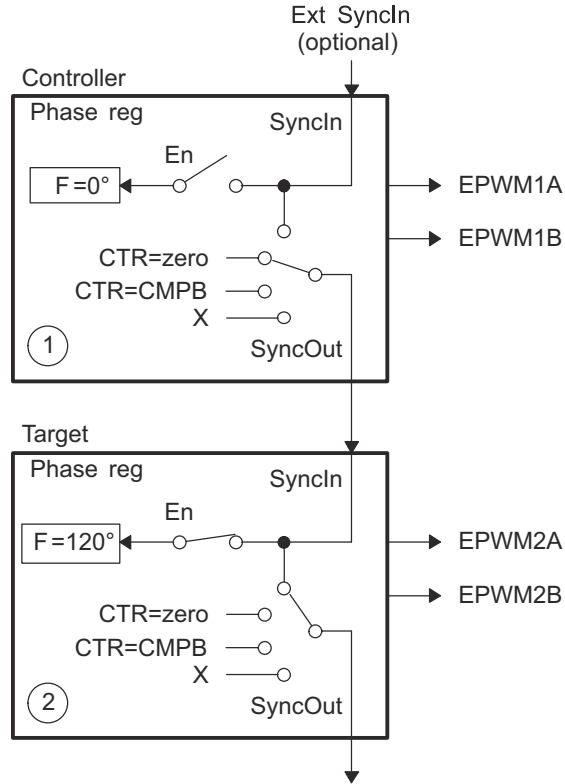 Ext SyncIn
(optional)
Controller
Phase reg
SyncIn
En
F=0°
EPWM1A
EPWM1B
CTR=zero
CTR=CMPB
X
1
SyncOut
Target
Phase reg
SyncIn
En
F=120°
EPWM2A
EPWM2B
CTR=zero
CTR=CMPB
X
2
SyncOut